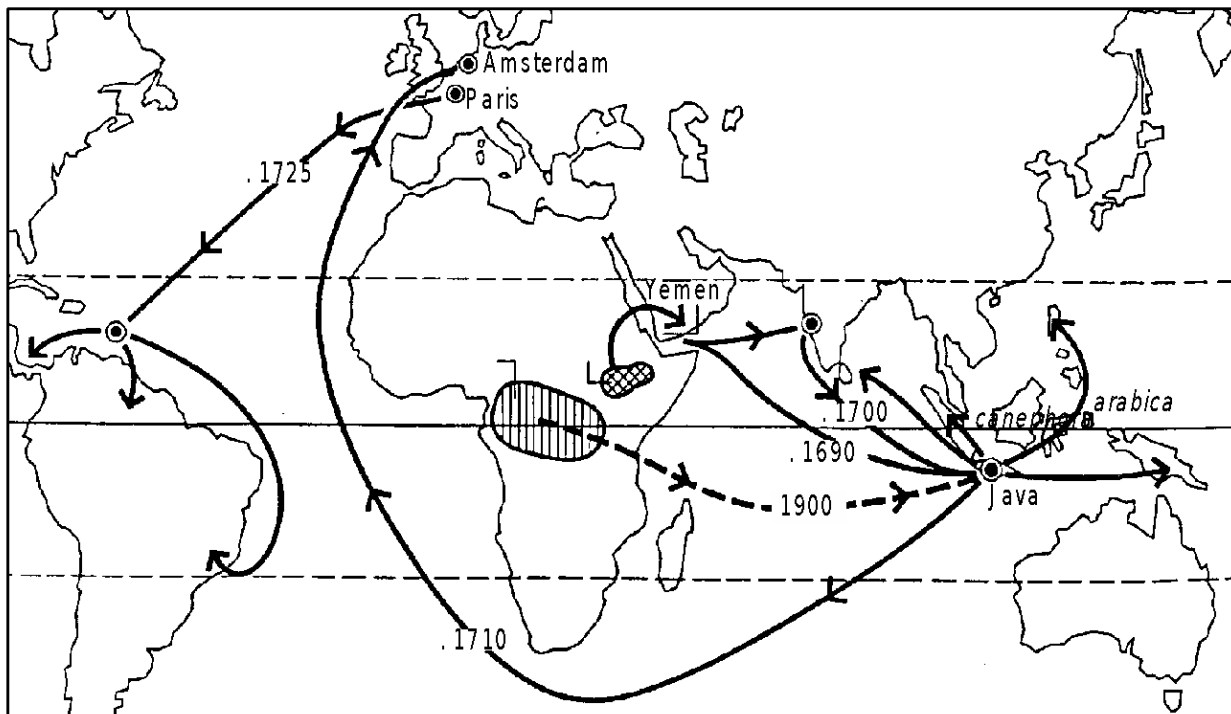 Amsterdam
Paris
.1725
Yemen
.1700
canephora
arabica
.1690
1900
Java
.1710